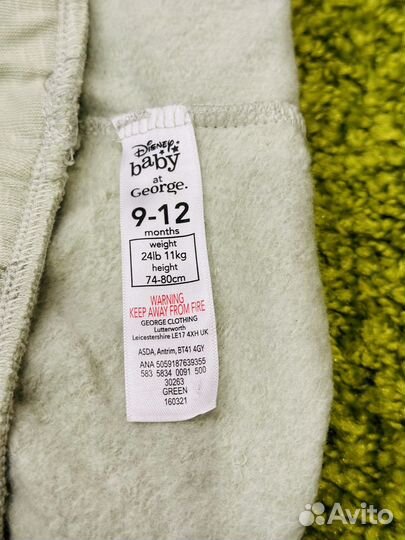 Disney
baby
at
George.
9-12
months
weight
24lb 11kg
height
74-80cm
WARNING
KEEP AWAY FROM FIRE
GEORGE CLOTHING
Lutterworth
Leicestershire LE17 4XH UK
ASDA, Antrim, BT41 4GY
ANA 5059187639355
583 5834 0091 500
30263
GREEN
160321
Avito